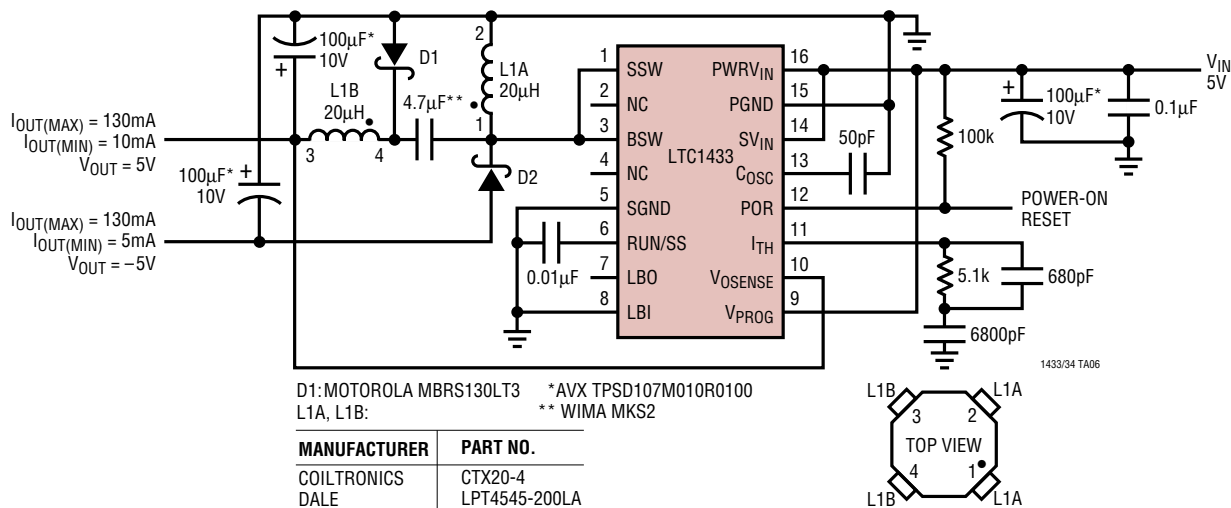 100µF*
10V
+
D1
2
L1A
20µH
1
L1B
20µH
3
4
4.7µF**
D2
IOUT(MAX) = 130mA
IOUT(MIN) = 10mA
VOUT = 5V
100µF*
10V
+
IOUT(MAX) = 130mA
IOUT(MIN) = 5mA
VOUT = –5V
0.01µF
LTC1433
1 SSW
2 NC
3 BSW
4 NC
5 SGND
6 RUN/SS
7 LBO
8 LBI
PWRVIN 16
PGND 15
SVIN 14
COSC 13
POR 12
ITH 11
VOSENSE 10
VPROG 9
50pF
100k
+
100µF*
10V
0.1µF
VIN
5V
POWER-ON
RESET
5.1k
680pF
6800pF
1433/34 TA06
D1: MOTOROLA MBRS130LT3 *AVX TPSD107M010R0100
L1A, L1B: ** WIMA MKS2
MANUFACTURER PART NO.
COILTRONICS CTX20-4
DALE LPT4545-200LA
L1B L1A
3 2
TOP VIEW
4 1
L1B L1A